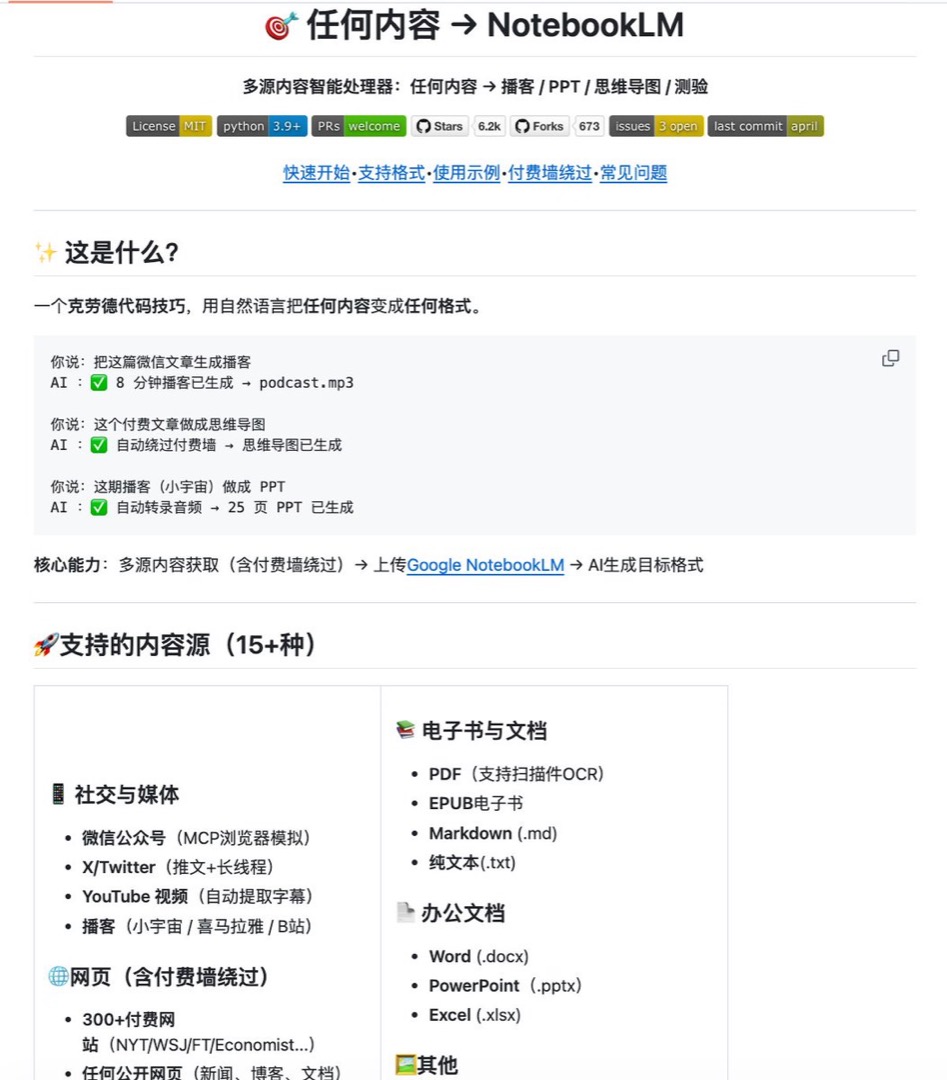 🎯 任何内容 → NotebookLM
多源内容智能处理器：任何内容 → 播客 / PPT / 思维导图 / 测验
License MIT python 3.9+ PRs welcome Stars 6.2k Forks 673 issues 3 open last commit april
快速开始•支持格式•使用示例•付费墙绕过•常见问题
✨ 这是什么?
一个克劳德代码技巧，用自然语言把任何内容变成任何格式。
你说：把这篇微信文章生成播客
AI ：✅ 8 分钟播客已生成 → podcast.mp3
你说：这个付费文章做成思维导图
AI ：✅ 自动绕过付费墙 → 思维导图已生成
你说：这期播客（小宇宙）做成 PPT
AI ：✅ 自动转录音频 → 25 页 PPT 已生成
核心能力：多源内容获取（含付费墙绕过）→ 上传Google NotebookLM → AI生成目标格式
🚀支持的内容源（15+种）
📱 社交与媒体
• 微信公众号（MCP浏览器模拟）
• X/Twitter（推文+长线程）
• YouTube 视频（自动提取字幕）
• 播客（小宇宙 / 喜马拉雅 / B站）
🌐网页（含付费墙绕过）
• 300+付费网
站（NYT/WSJ/FT/Economist...）
• 任何公开网页（新闻、博客、文档）
📚 电子书与文档
• PDF（支持扫描件OCR）
• EPUB电子书
• Markdown (.md)
• 纯文本(.txt)
📄 办公文档
• Word (.docx)
• PowerPoint（.pptx）
• Excel (.xlsx)
🖼️其他